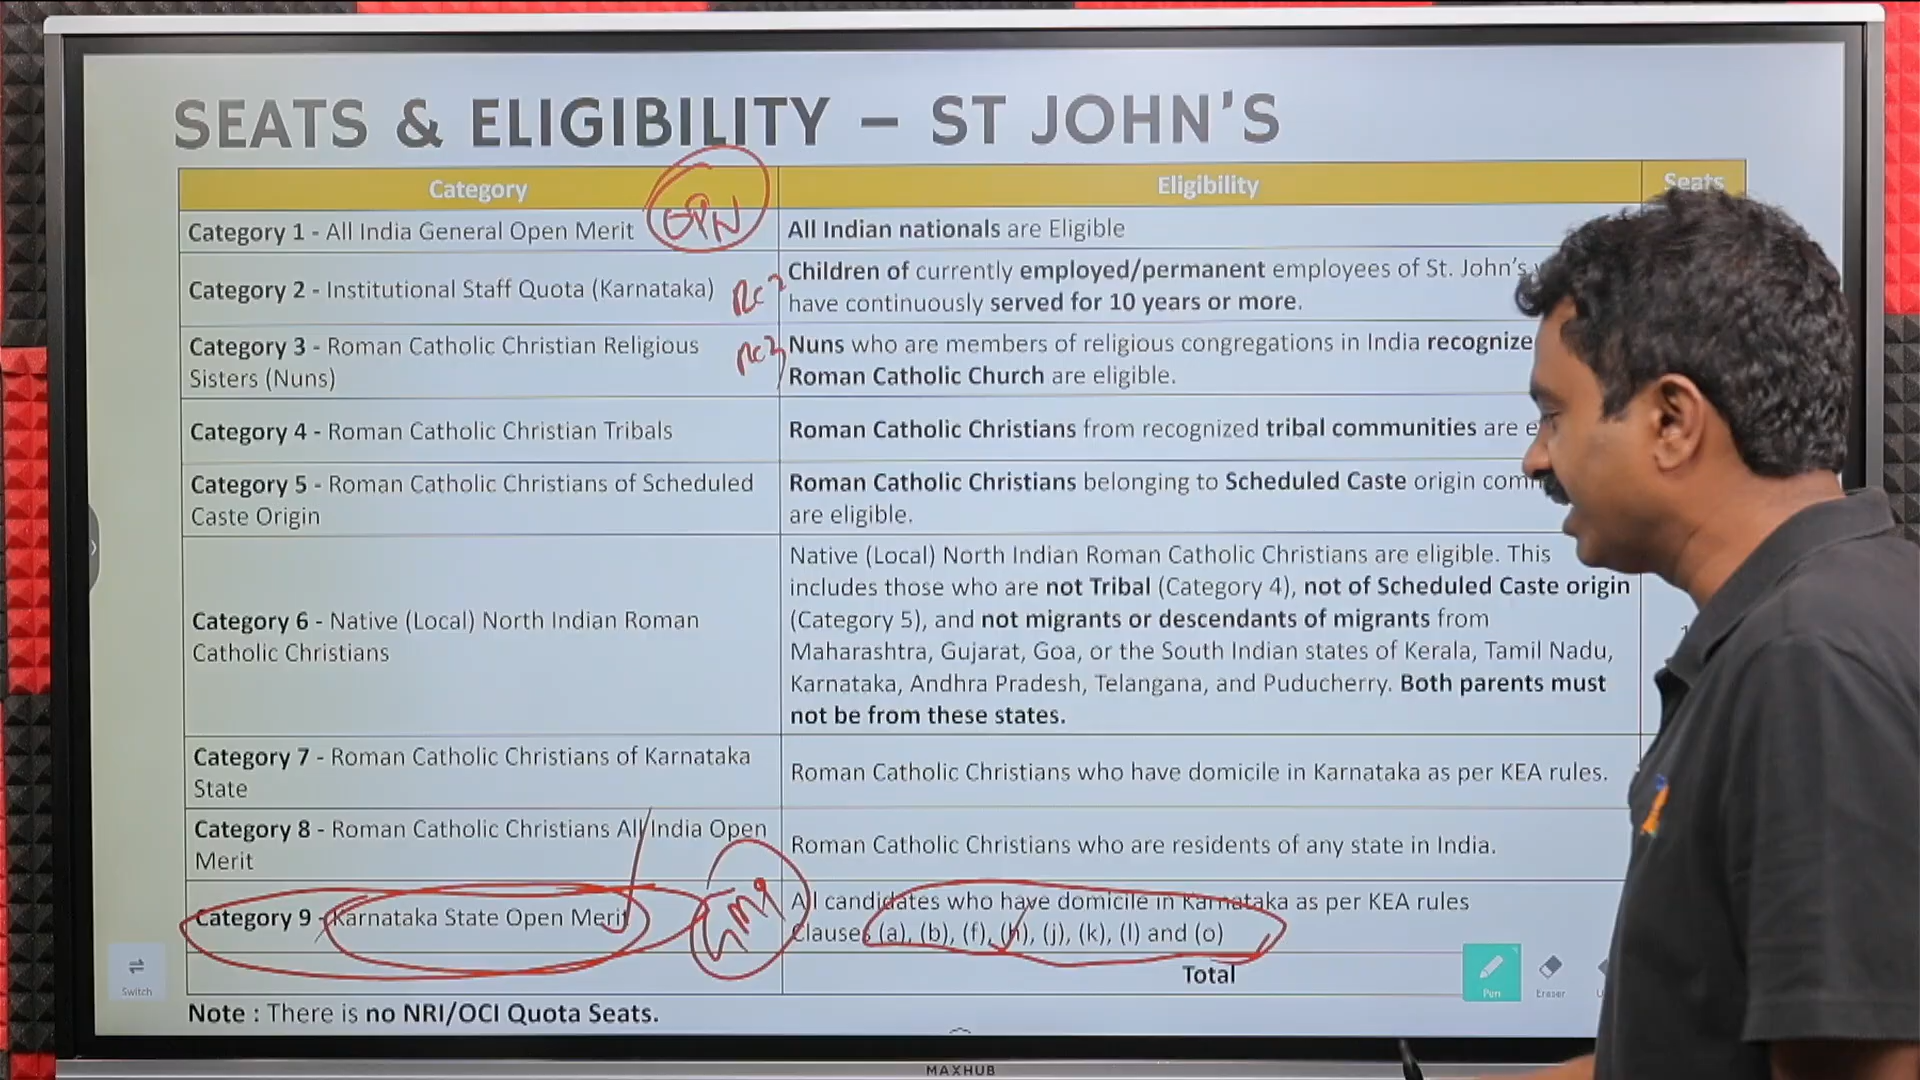 SEATS & ELIGIBILITY – ST JOHN'S
Category
Eligibility
Seats
Category 1 - All India General Open Merit
OPN
All Indian nationals are Eligible
Category 2 - Institutional Staff Quota (Karnataka)
Children of currently employed/permanent employees of St. John's
have continuously served for 10 years or more.
Category 3 - Roman Catholic Christian Religious
Sisters (Nuns)
Nuns who are members of religious congregations in India recognize
Roman Catholic Church are eligible.
Category 4 - Roman Catholic Christian Tribals
Roman Catholic Christians from recognized tribal communities are e
Category 5 - Roman Catholic Christians of Scheduled
Caste Origin
Roman Catholic Christians belonging to Scheduled Caste origin com
are eligible.
Category 6 - Native (Local) North Indian Roman
Catholic Christians
Native (Local) North Indian Roman Catholic Christians are eligible. This
includes those who are not Tribal (Category 4), not of Scheduled Caste origin
(Category 5), and not migrants or descendants of migrants from
Maharashtra, Gujarat, Goa, or the South Indian states of Kerala, Tamil Nadu,
Karnataka, Andhra Pradesh, Telangana, and Puducherry. Both parents must
not be from these states.
Category 7 - Roman Catholic Christians of Karnataka
State
Roman Catholic Christians who have domicile in Karnataka as per KEA rules.
Category 8 - Roman Catholic Christians All India Open
Merit
Roman Catholic Christians who are residents of any state in India.
Category 9 - Karnataka State Open Merit
All candidates who have domicile in Karnataka as per KEA rules
Clauses (a), (b), (f), (h), (j), (k), (l) and (o)
Total
Note : There is no NRI/OCI Quota Seats.
Switch
Pen
Eraser
MAXHUB